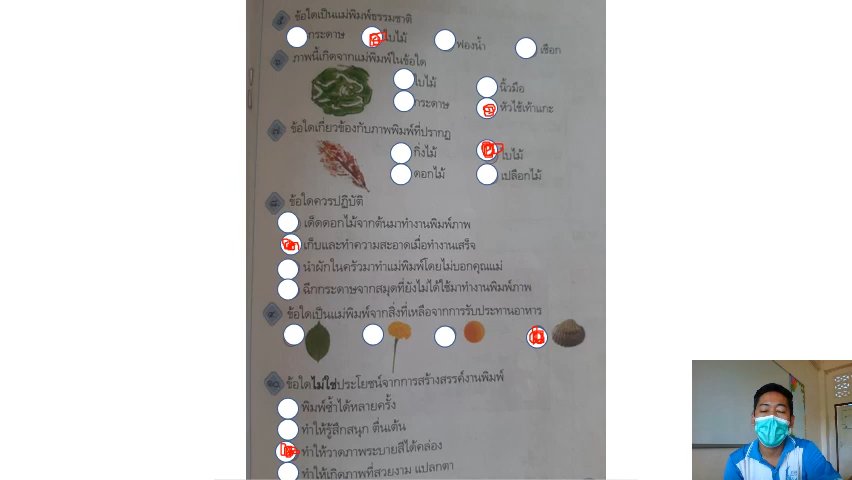 ๕ ข้อใดเป็นแม่พิมพ์ธรรมชาติ
กระดาษ ใบไม้ ฟองน้ำ เชือก
๖ ภาพนี้เกิดจากแม่พิมพ์ในข้อใด
ใบไม้ นิ้วมือ
กระดาษ หัวไชเท้าแกะ
๗ ข้อใดเกี่ยวข้องกับภาพพิมพ์ที่ปรากฏ
กิ่งไม้ ใบไม้
ดอกไม้ เปลือกไม้
๘ ข้อใดควรปฏิบัติ
เด็ดดอกไม้จากต้นมาทำงานพิมพ์ภาพ
เก็บและทำความสะอาดเมื่อทำงานเสร็จ
นำผักในครัวมาทำแม่พิมพ์โดยไม่บอกคุณแม่
ฉีกกระดาษจากสมุดที่ยังไม่ได้ใช้มาทำงานพิมพ์ภาพ
๙ ข้อใดเป็นแม่พิมพ์จากสิ่งที่เหลือจากการรับประทานอาหาร
๑๐ ข้อใดไม่ใช่ประโยชน์จากการสร้างสรรค์งานพิมพ์
พิมพ์ซ้ำได้หลายครั้ง
ทำให้รู้สึกสนุก ตื่นเต้น
ทำให้วาดภาพระบายสีได้คล่อง
ทำให้เกิดภาพที่สวยงาม แปลกตา